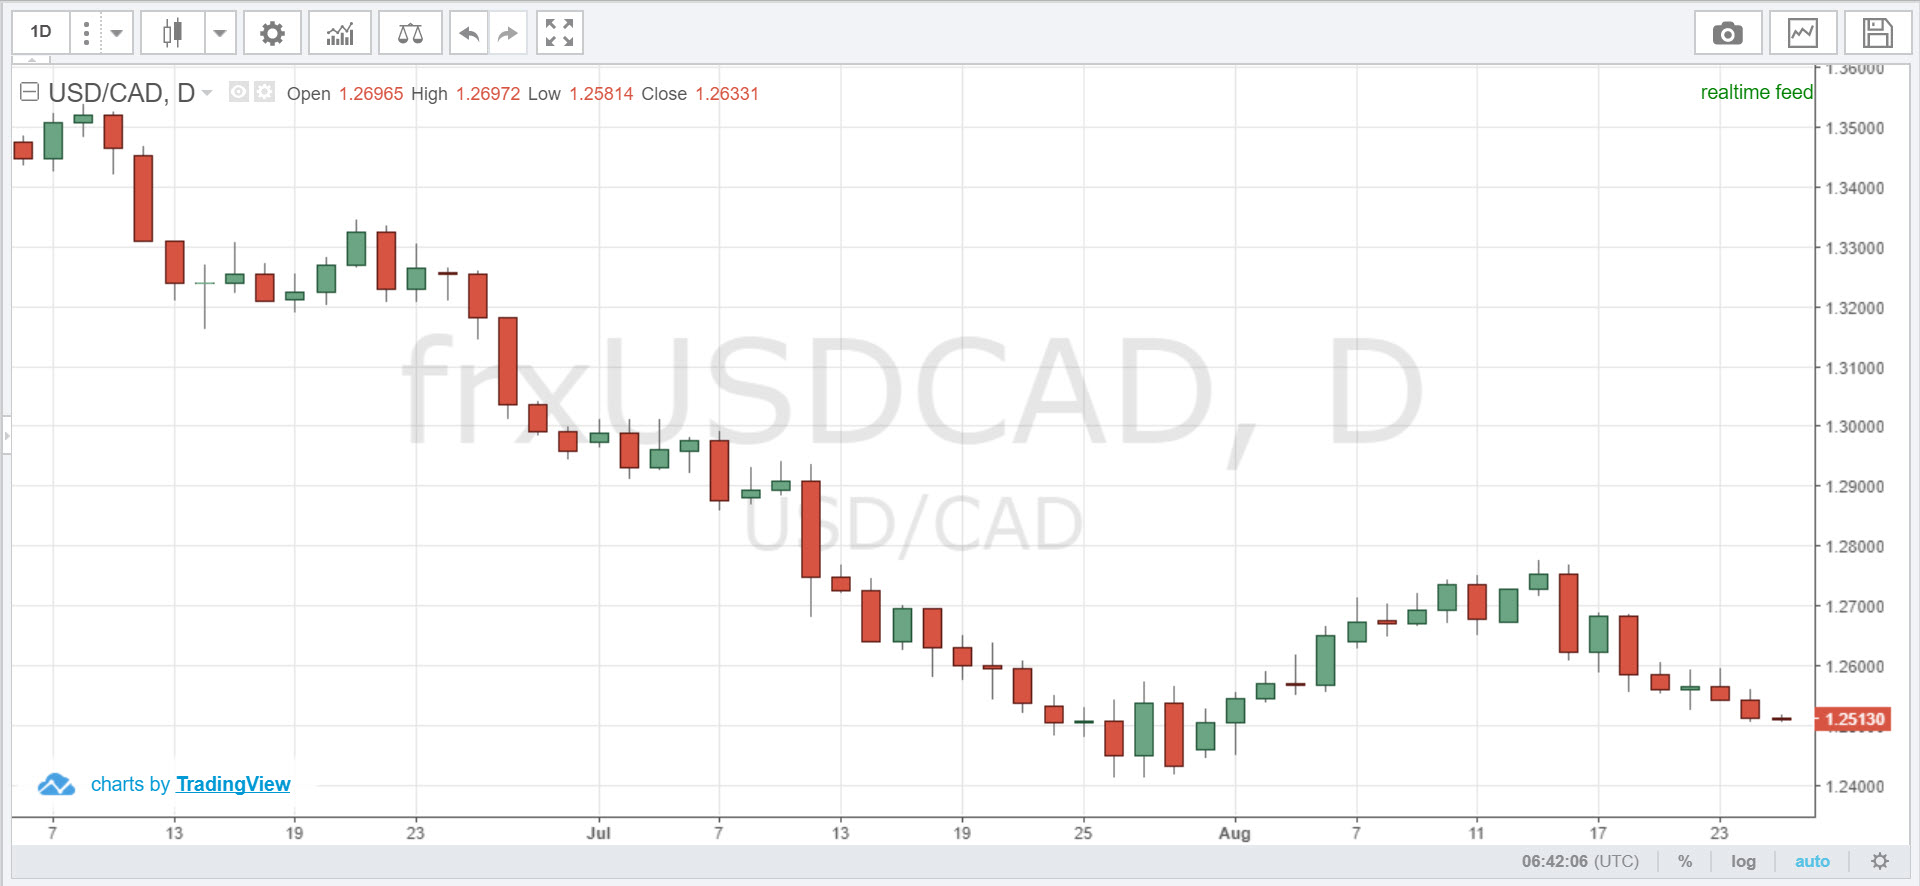 1D
USD/CAD, D Open 1.26965 High 1.26972 Low 1.25814 Close 1.26331
realtime feed
1.36000
1.35000
1.34000
1.33000
1.32000
1.31000
1.30000
1.29000
1.28000
1.27000
1.26000
1.25130
1.24000
frxUSDCAD, D
USD/CAD
charts by TradingView
7 13 19 23 Jul 7 13 19 25 Aug 7 11 17 23
06:42:06 (UTC) % log auto